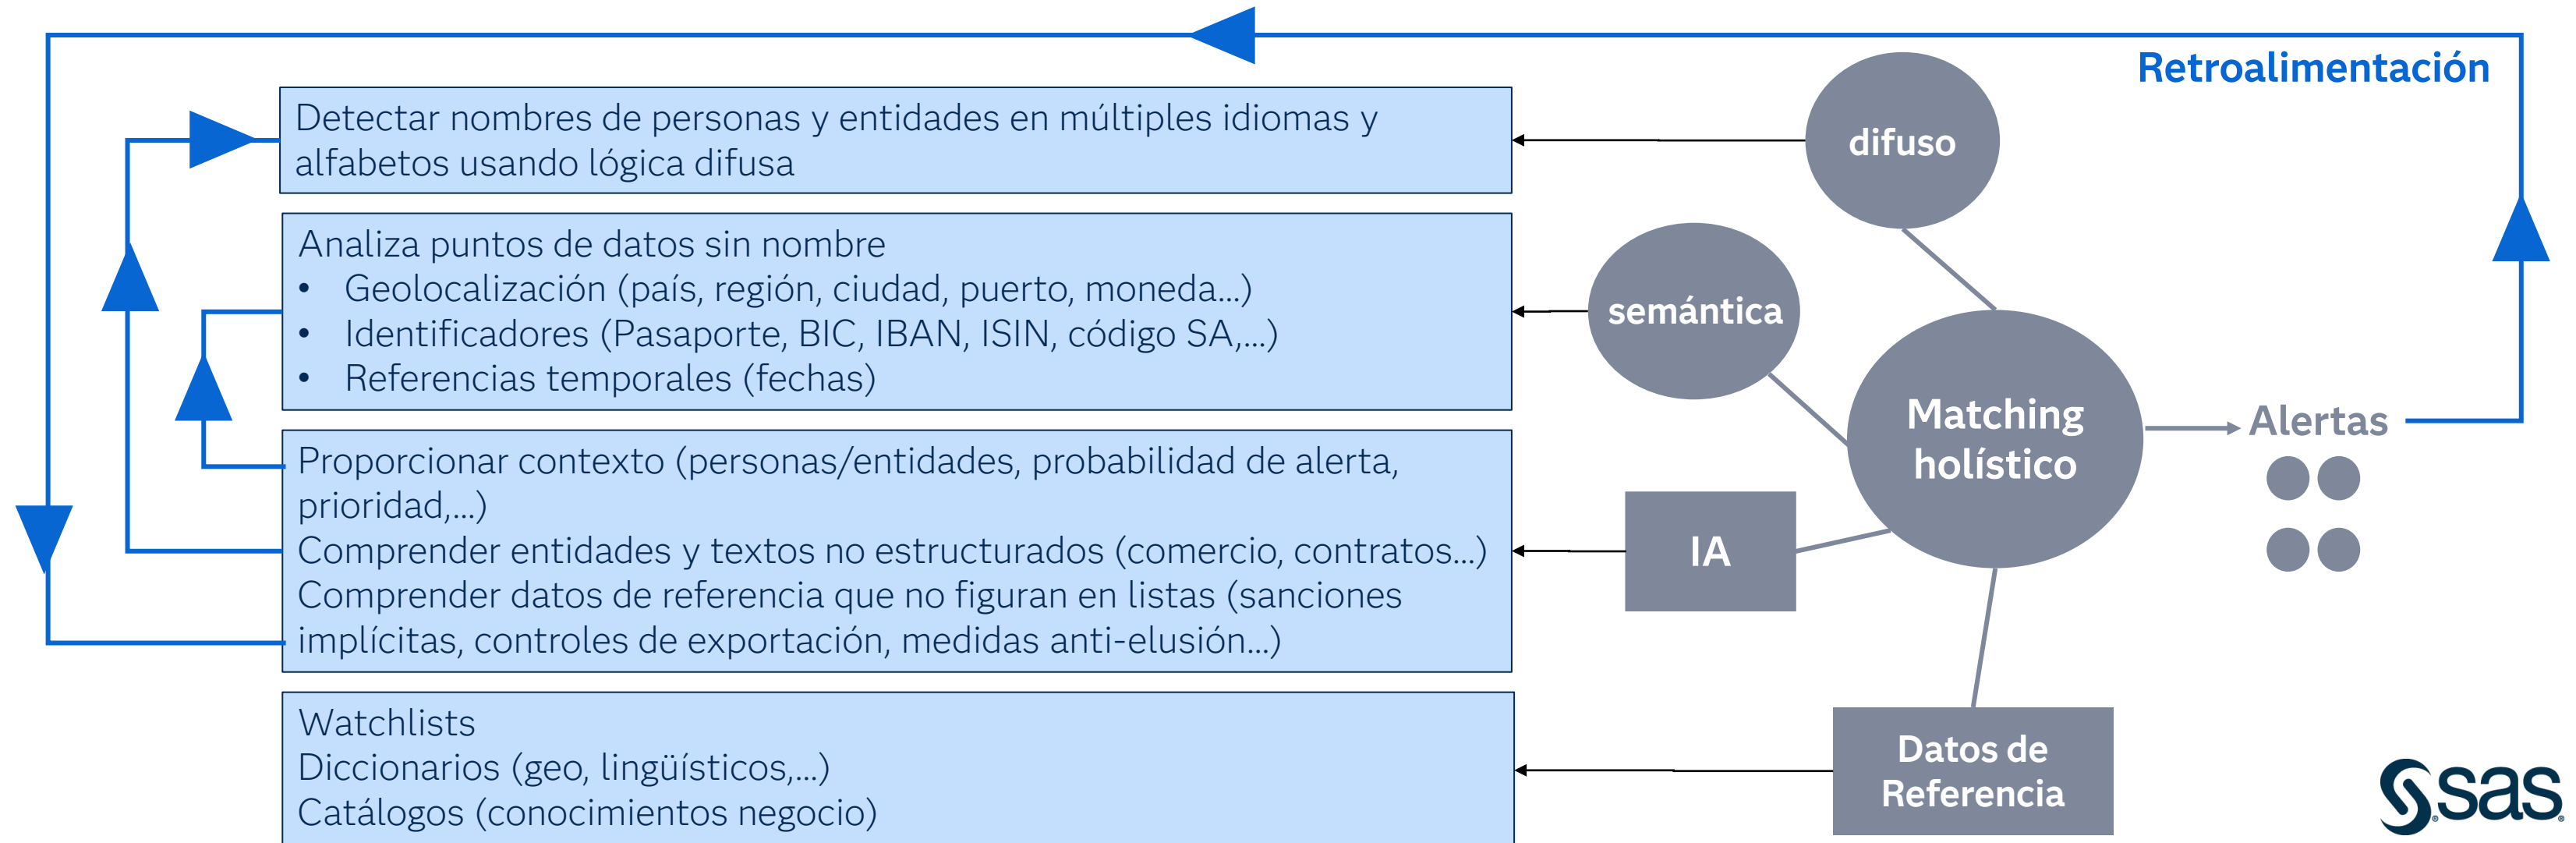 Retroalimentación
Detectar nombres de personas y entidades en múltiples idiomas y
alfabetos usando lógica difusa
difuso
Analiza puntos de datos sin nombre
• Geolocalización (país, región, ciudad, puerto, moneda...)
• Identificadores (Pasaporte, BIC, IBAN, ISIN, código SA,...)
• Referencias temporales (fechas)
semántica
Matching
holístico
Alertas
Proporcionar contexto (personas/entidades, probabilidad de alerta,
prioridad,...)
Comprender entidades y textos no estructurados (comercio, contratos...)
Comprender datos de referencia que no figuran en listas (sanciones
implícitas, controles de exportación, medidas anti-elusión...)
IA
Watchlists
Diccionarios (geo, lingüísticos,...)
Catálogos (conocimientos negocio)
Datos de
Referencia
sas